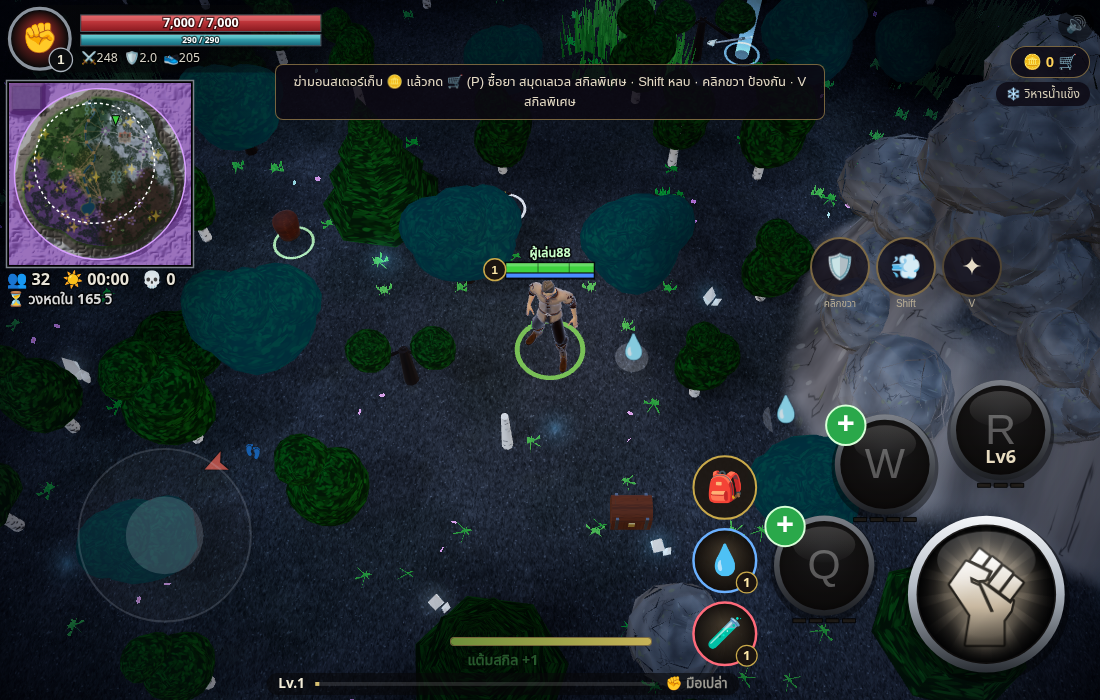 7,000 / 7,000
290 / 290
1
248 2.0 205
ฆ่ามอนสเตอร์เก็บ 🪙 แล้วกด 🛒 (P) ซื้อยา สมุดเลเวล สกิลพิเศษ · Shift หลบ · คลิกขวา ป้องกัน · V
สกิลพิเศษ
0
วิหารน้ำแข็ง
ผู้เล่น88
1
32 00:00 0
วงหดใน 165 วิ
คลิกขวา
Shift
V
+
W
R
Lv6
+
Q
1
1
แต้มสกิล +1
Lv.1
มือเปล่า